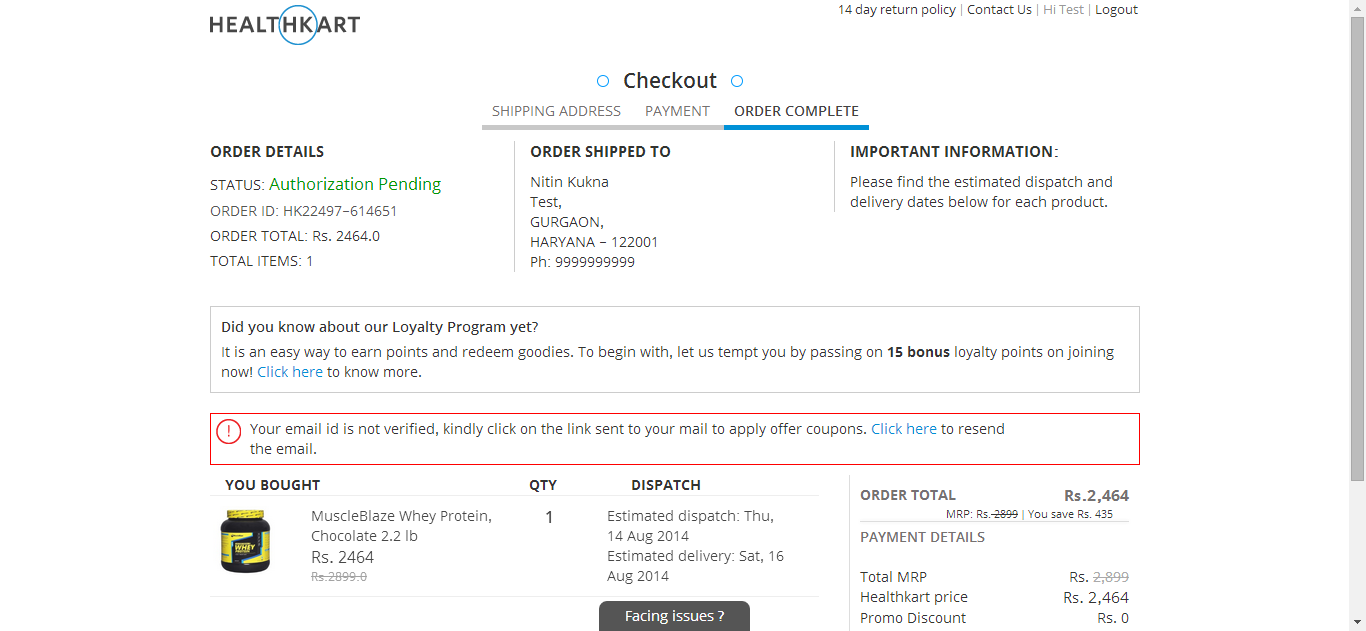 HEALTHKART
14 day return policy | Contact Us | Hi Test | Logout
Checkout
SHIPPING ADDRESS PAYMENT ORDER COMPLETE
ORDER DETAILS
STATUS: Authorization Pending
ORDER ID: HK22497-614651
ORDER TOTAL: Rs. 2464.0
TOTAL ITEMS: 1
ORDER SHIPPED TO
Nitin Kukna
Test,
GURGAON,
HARYANA - 122001
Ph: 9999999999
IMPORTANT INFORMATION:
Please find the estimated dispatch and
delivery dates below for each product.
Did you know about our Loyalty Program yet?
It is an easy way to earn points and redeem goodies. To begin with, let us tempt you by passing on 15 bonus loyalty points on joining
now! Click here to know more.
Your email id is not verified, kindly click on the link sent to your mail to apply offer coupons. Click here to resend
the email.
YOU BOUGHT QTY DISPATCH
MuscleBlaze Whey Protein,
Chocolate 2.2 lb
Rs. 2464
Rs.2899.0
WHEY
1
Estimated dispatch: Thu,
14 Aug 2014
Estimated delivery: Sat, 16
Aug 2014
ORDER TOTAL Rs.2,464
MRP: Rs.2899 | You save Rs. 435
PAYMENT DETAILS
Total MRP Rs. 2,899
Healthkart price Rs. 2,464
Promo Discount Rs. 0
Facing issues ?